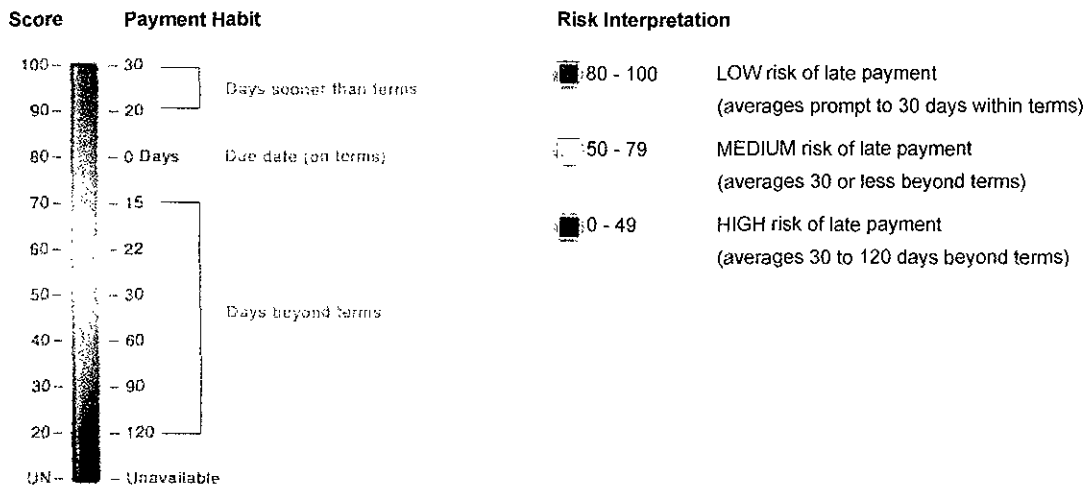 Score Payment Habit
100 – – 30
Days sooner than terms
90 – – 20
80 – – 0 Days Due date (on terms)
70 – – 15
60 – – 22
50 – – 30
Days beyond terms
40 – – 60
30 – – 90
20 – – 120
UN – – Unavailable
Risk Interpretation
80 - 100 LOW risk of late payment
(averages prompt to 30 days within terms)
50 - 79 MEDIUM risk of late payment
(averages 30 or less beyond terms)
0 - 49 HIGH risk of late payment
(averages 30 to 120 days beyond terms)